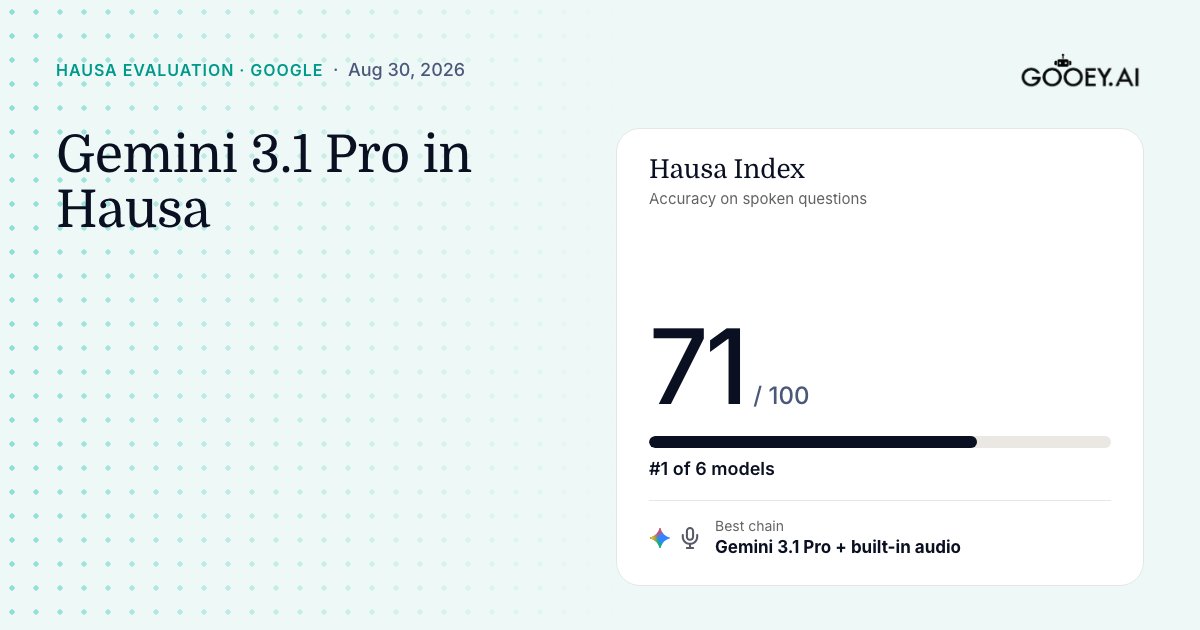 HAUSA EVALUATION · GOOGLE · Aug 30, 2026
GOOEY.AI
Gemini 3.1 Pro in
Hausa
Hausa Index
Accuracy on spoken questions
71 / 100
#1 of 6 models
Best chain
Gemini 3.1 Pro + built-in audio